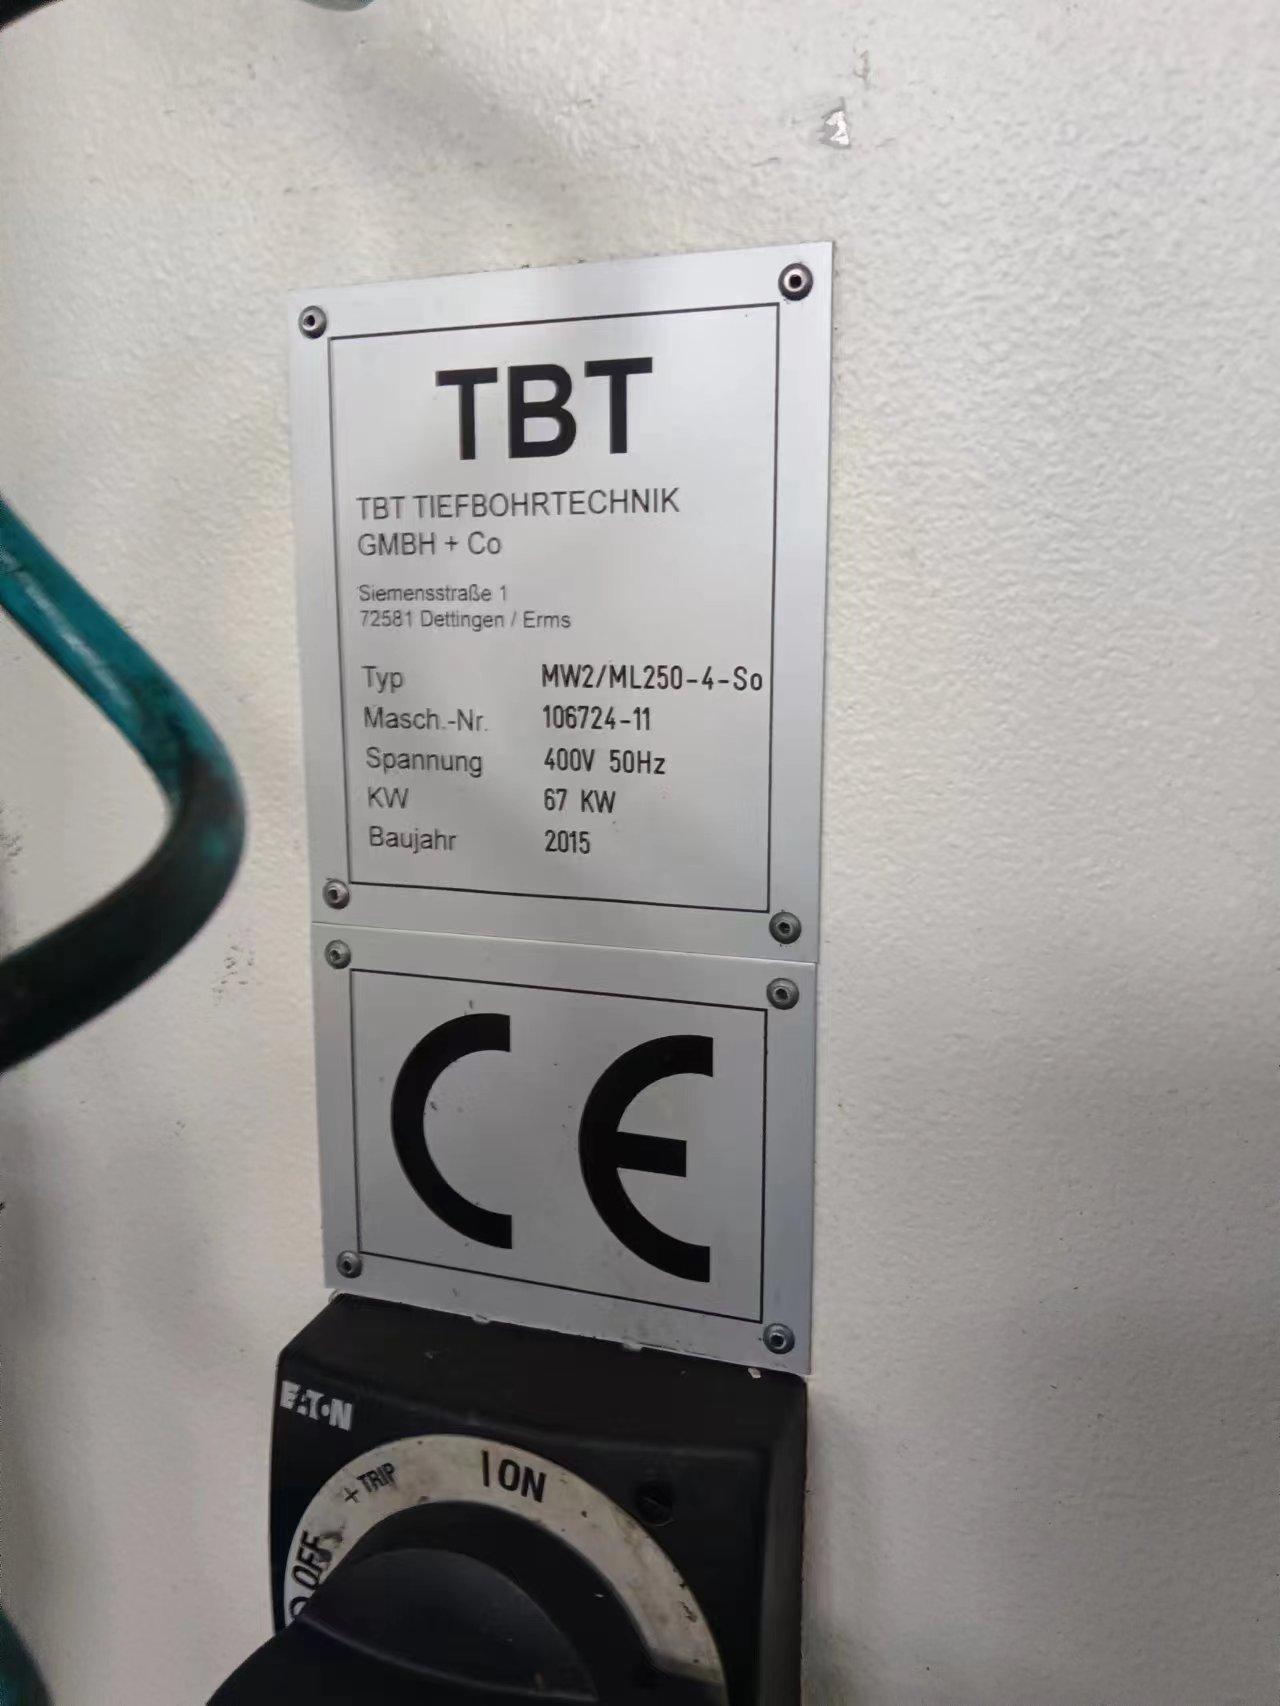 TBT
TBT TIEFBOHRTECHNIK
GMBH + Co
Siemensstraße 1
72581 Dettingen / Erms
Typ MW2/ML250-4-So
Masch.-Nr. 106724-11
Spannung 400V 50Hz
KW 67 KW
Baujahr 2015
CE
EATON
OFF +TRIP I ON